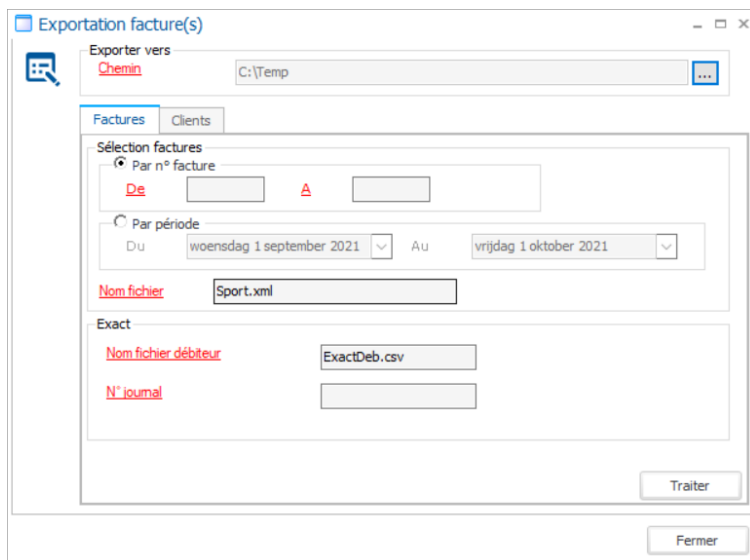 Exportation facture(s)
Exporter vers
Chemin C:\Temp ...
Factures Clients
Sélection factures
Par n° facture
De A
Par période
Du woensdag 1 september 2021 Au vrijdag 1 oktober 2021
Nom fichier Sport.xml
Exact
Nom fichier débiteur ExactDeb.csv
N° journal
Traiter
Fermer